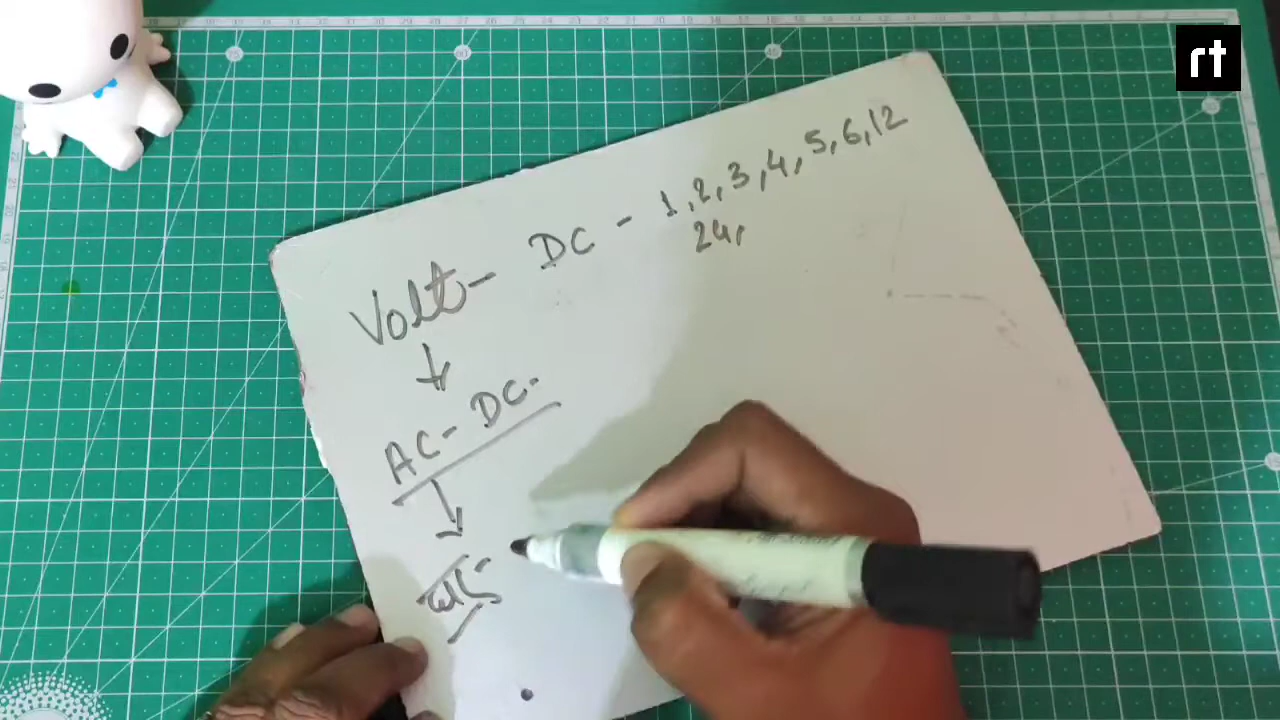 rt
Volt - DC - 1, 2, 3, 4, 5, 6, 12
24,
AC - DC -